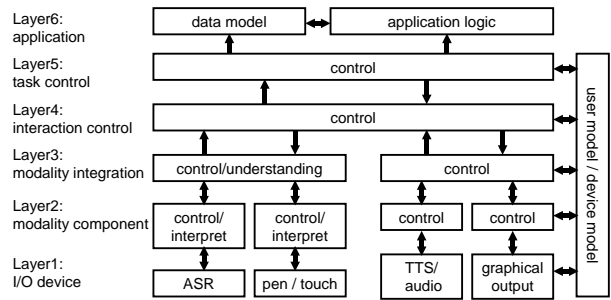 Layer6:
application
data model
application logic
Layer5:
task control
control
Layer4:
interaction control
control
Layer3:
modality integration
control/understanding
control
Layer2:
modality component
control/
interpret
control/
interpret
control
control
Layer1:
I/O device
ASR
pen / touch
TTS/
audio
graphical
output
user model / device model